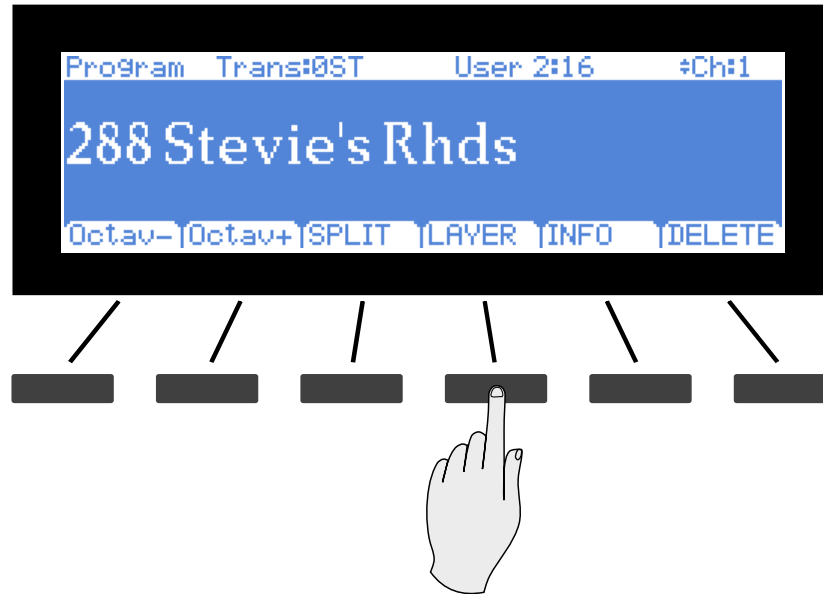 Program Trans:0ST User 2:16 ÷Ch:1
288 Stevie's Rhds
Octav- Octav+ SPLIT LAYER INFO DELETE